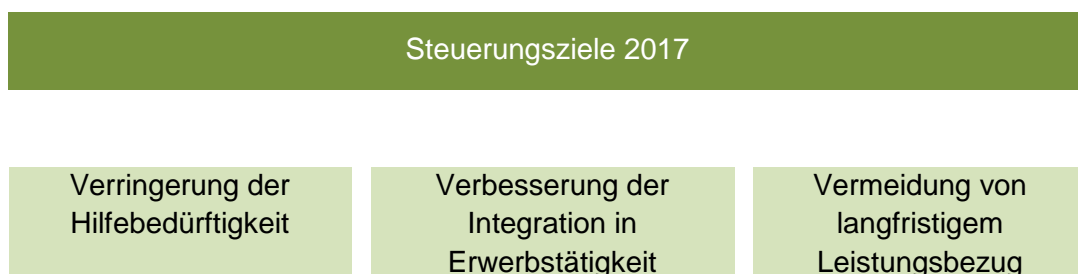 Steuerungsziele 2017
Verringerung der
Hilfebedürftigkeit
Verbesserung der
Integration in
Erwerbstätigkeit
Vermeidung von
langfristigem
Leistungsbezug